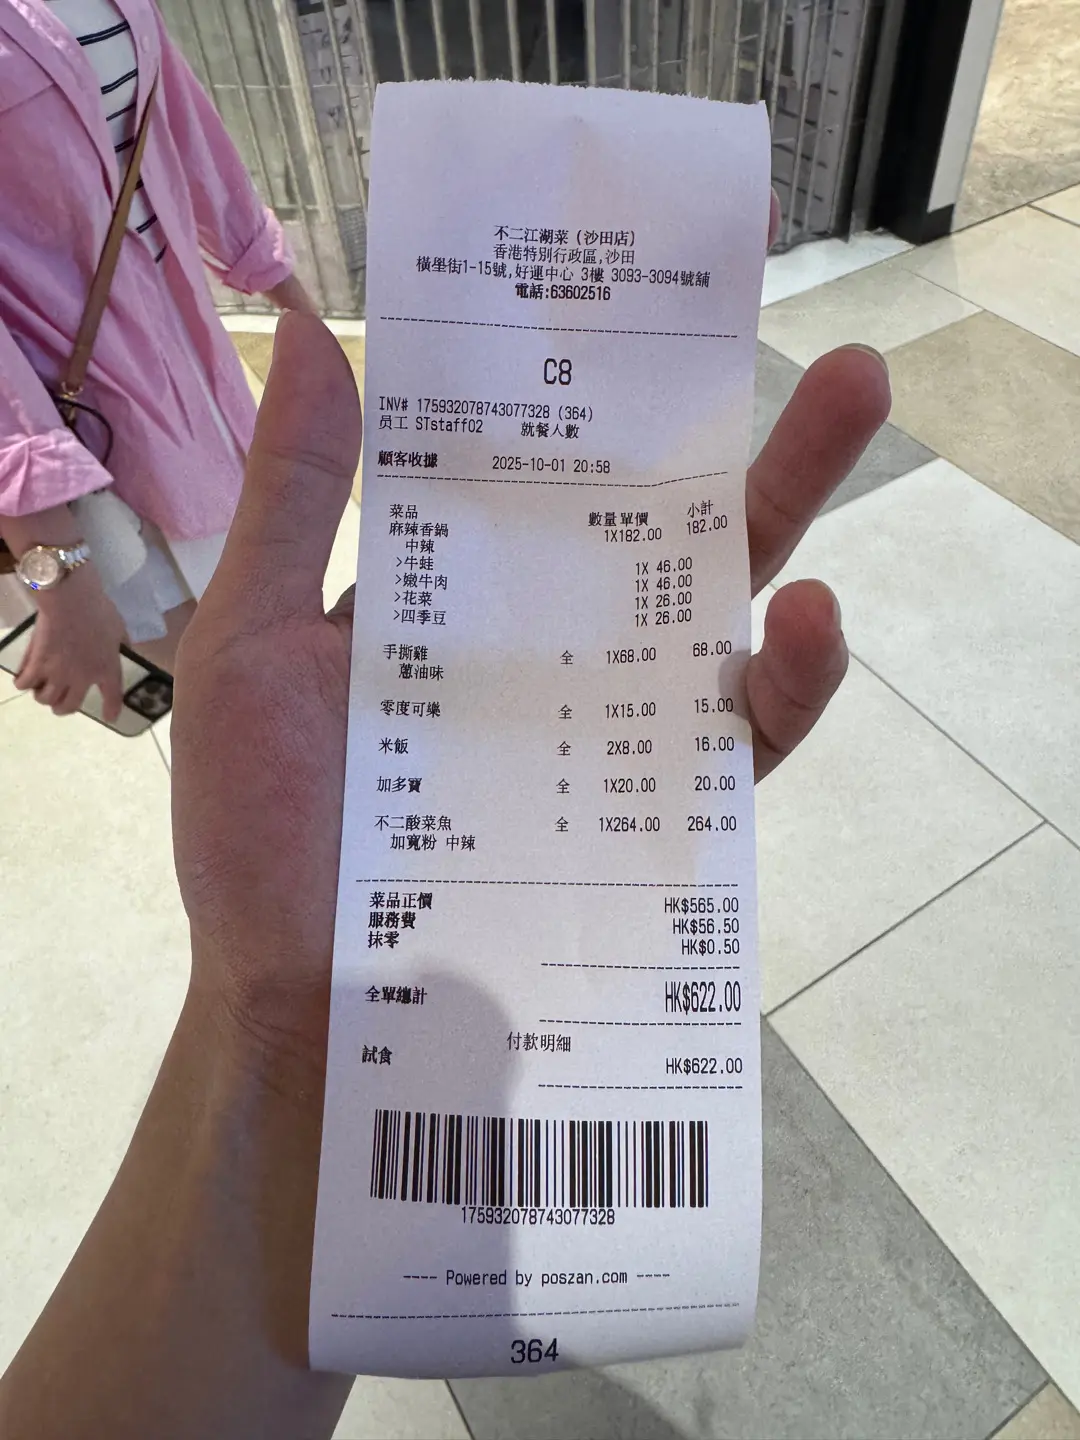 不二江湖菜（沙田店）
香港特別行政區,沙田
橫壆街1-15號,好運中心 3樓 3093-3094號舖
電話:63602516
C8
INV# 175932078743077328 (364)
员工 STstaff02 就餐人數
顧客收據 2025-10-01 20:58
菜品 數量單價 小計
麻辣香鍋 1X182.00 182.00
中辣
>牛蛙 1X 46.00
>嫩牛肉 1X 46.00
>花菜 1X 26.00
>四季豆 1X 26.00
手撕雞 全 1X68.00 68.00
蔥油味
零度可樂 全 1X15.00 15.00
米飯 全 2X8.00 16.00
加多寶 全 1X20.00 20.00
不二酸菜魚 全 1X264.00 264.00
加寬粉 中辣
菜品正價 HK$565.00
服務費 HK$56.50
抹零 HK$0.50
全單總計 HK$622.00
付款明細
試食 HK$622.00
175932078743077328
---- Powered by poszan.com ----
364